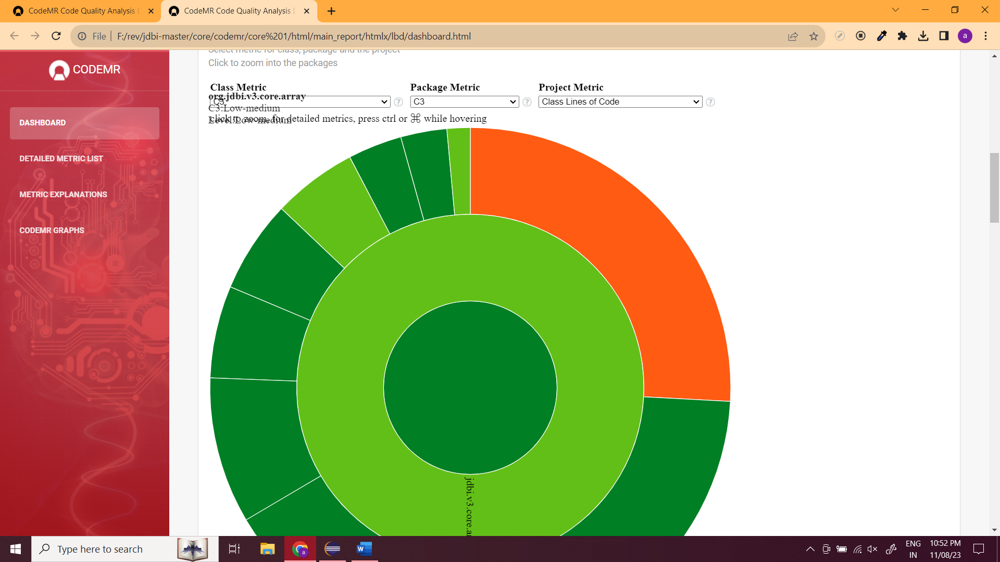 CodeMR Code Quality Analysis
CodeMR Code Quality Analysis
File
F:/rev/jdbi-master/core/codemr/core%201/html/main_report/htmlx/lbd/dashboard.html
a
CODEMR
DASHBOARD
DETAILED METRIC LIST
METRIC EXPLANATIONS
CODEMR GRAPHS
Select metric for class, package and the project
Click to zoom into the packages
Class Metric
Package Metric
Project Metric
org.jdbi.v3.core.array
C3
C3
Class Lines of Code
C3:Low-medium
Level:Low-medium
click to zoom, for detailed metrics, press ctrl or ⌘ while hovering
jdbi.v3.core.ar
Type here to search
ENG
IN
10:52 PM
11/08/23